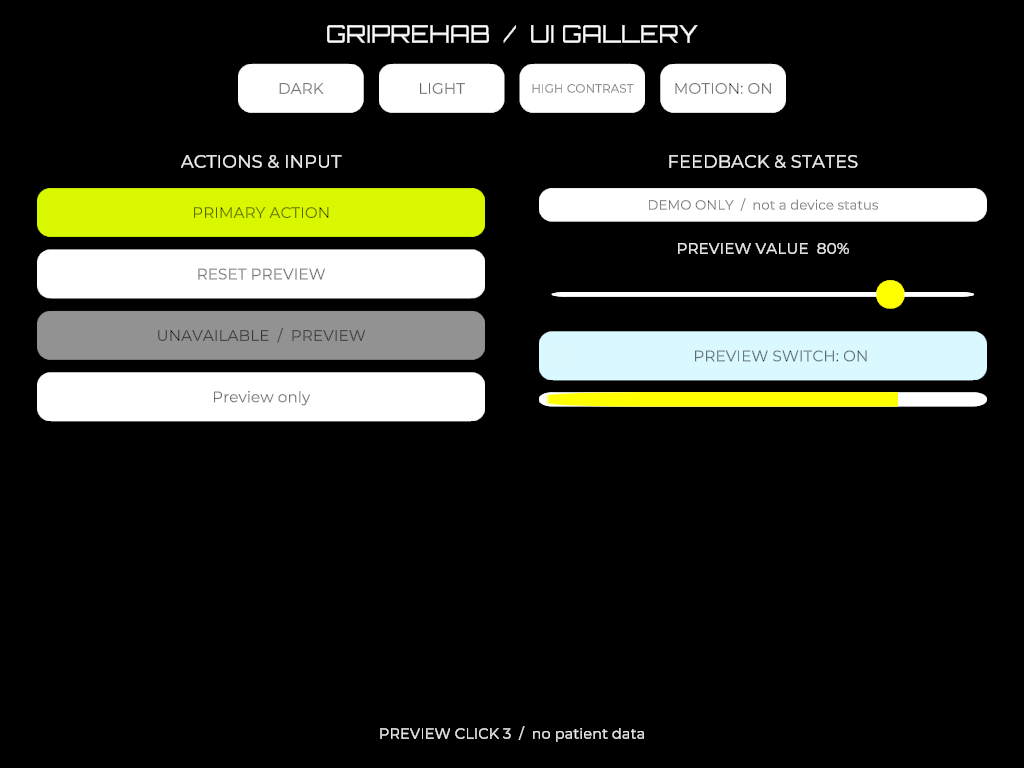 GRIPREHAB / UI GALLERY
DARK
LIGHT
HIGH CONTRAST
MOTION: ON
ACTIONS & INPUT
PRIMARY ACTION
RESET PREVIEW
UNAVAILABLE / PREVIEW
Preview only
FEEDBACK & STATES
DEMO ONLY / not a device status
PREVIEW VALUE 80%
PREVIEW SWITCH: ON
PREVIEW CLICK 3 / no patient data